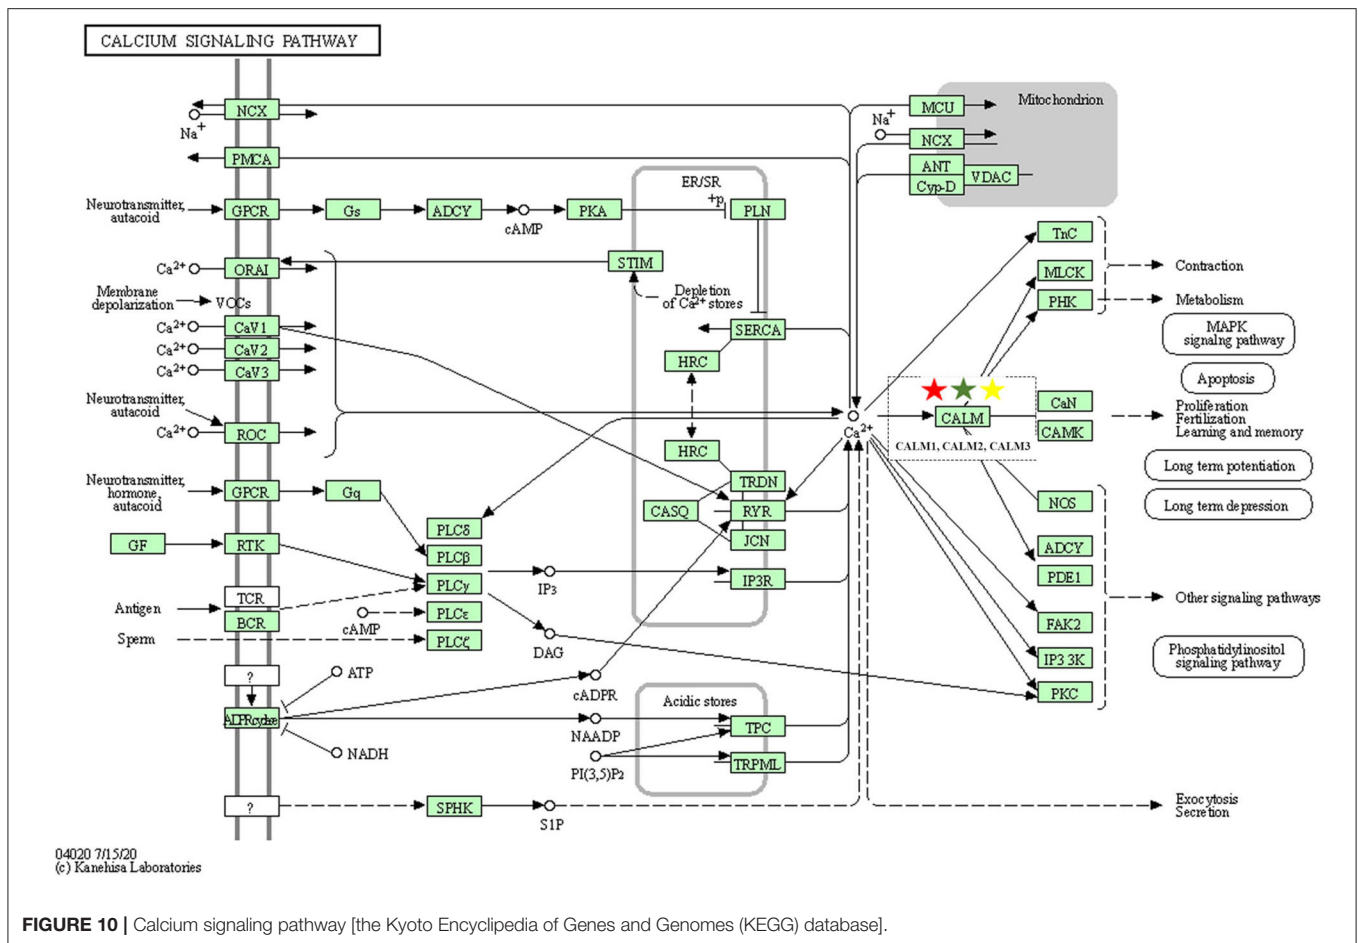 CALCIUM SIGNALING PATHWAY
NCX
Na+
PMCA
Neurotransmitter,
autacoid
GPCR
Gs
ADCY
cAMP
PKA
ER/SR
+p
PLN
MCU
Mitochondrion
Na+
NCX
ANT
Cyp-D
VDAC
Ca2+
ORAI
STIM
Depletion
of Ca2+ stores
Membrane
depolarization
VOCs
Ca2+
CaV1
Ca2+
CaV2
Ca2+
CaV3
SERCA
HRC
Neurotransmitter,
autacoid
Ca2+
ROC
HRC
TRDN
CASQ
RYR
JCN
IP3R
Neurotransmitter,
hormone,
autacoid
GPCR
Gq
PLCδ
PLCβ
PLCγ
PLCε
PLCζ
GF
RTK
IP3
Antigen
TCR
BCR
cAMP
Sperm
DAG
?
ATP
cADPR
NADH
NAADP
PI(3,5)P2
Acidic stores
TPC
TRPML
?
SPHK
S1P
Ca2+
CALM
CALM1, CALM2, CALM3
TnC
MLCK
PHK
Contraction
Metabolism
MAPK
signalng pathway
Apoptosis
CaN
CAMK
Proliferation
Fertilization
Learning and memory
Long term potentiation
Long term depression
NOS
ADCY
PDE1
FAK2
IP3 3K
PKC
Other signaling pathways
Phosphatidylinositol
signaling pathway
Exocytosis
Secretion
04020 7/15/20
(c) Kanehisa Laboratories
FIGURE 10 | Calcium signaling pathway [the Kyoto Encyclipedia of Genes and Genomes (KEGG) database].